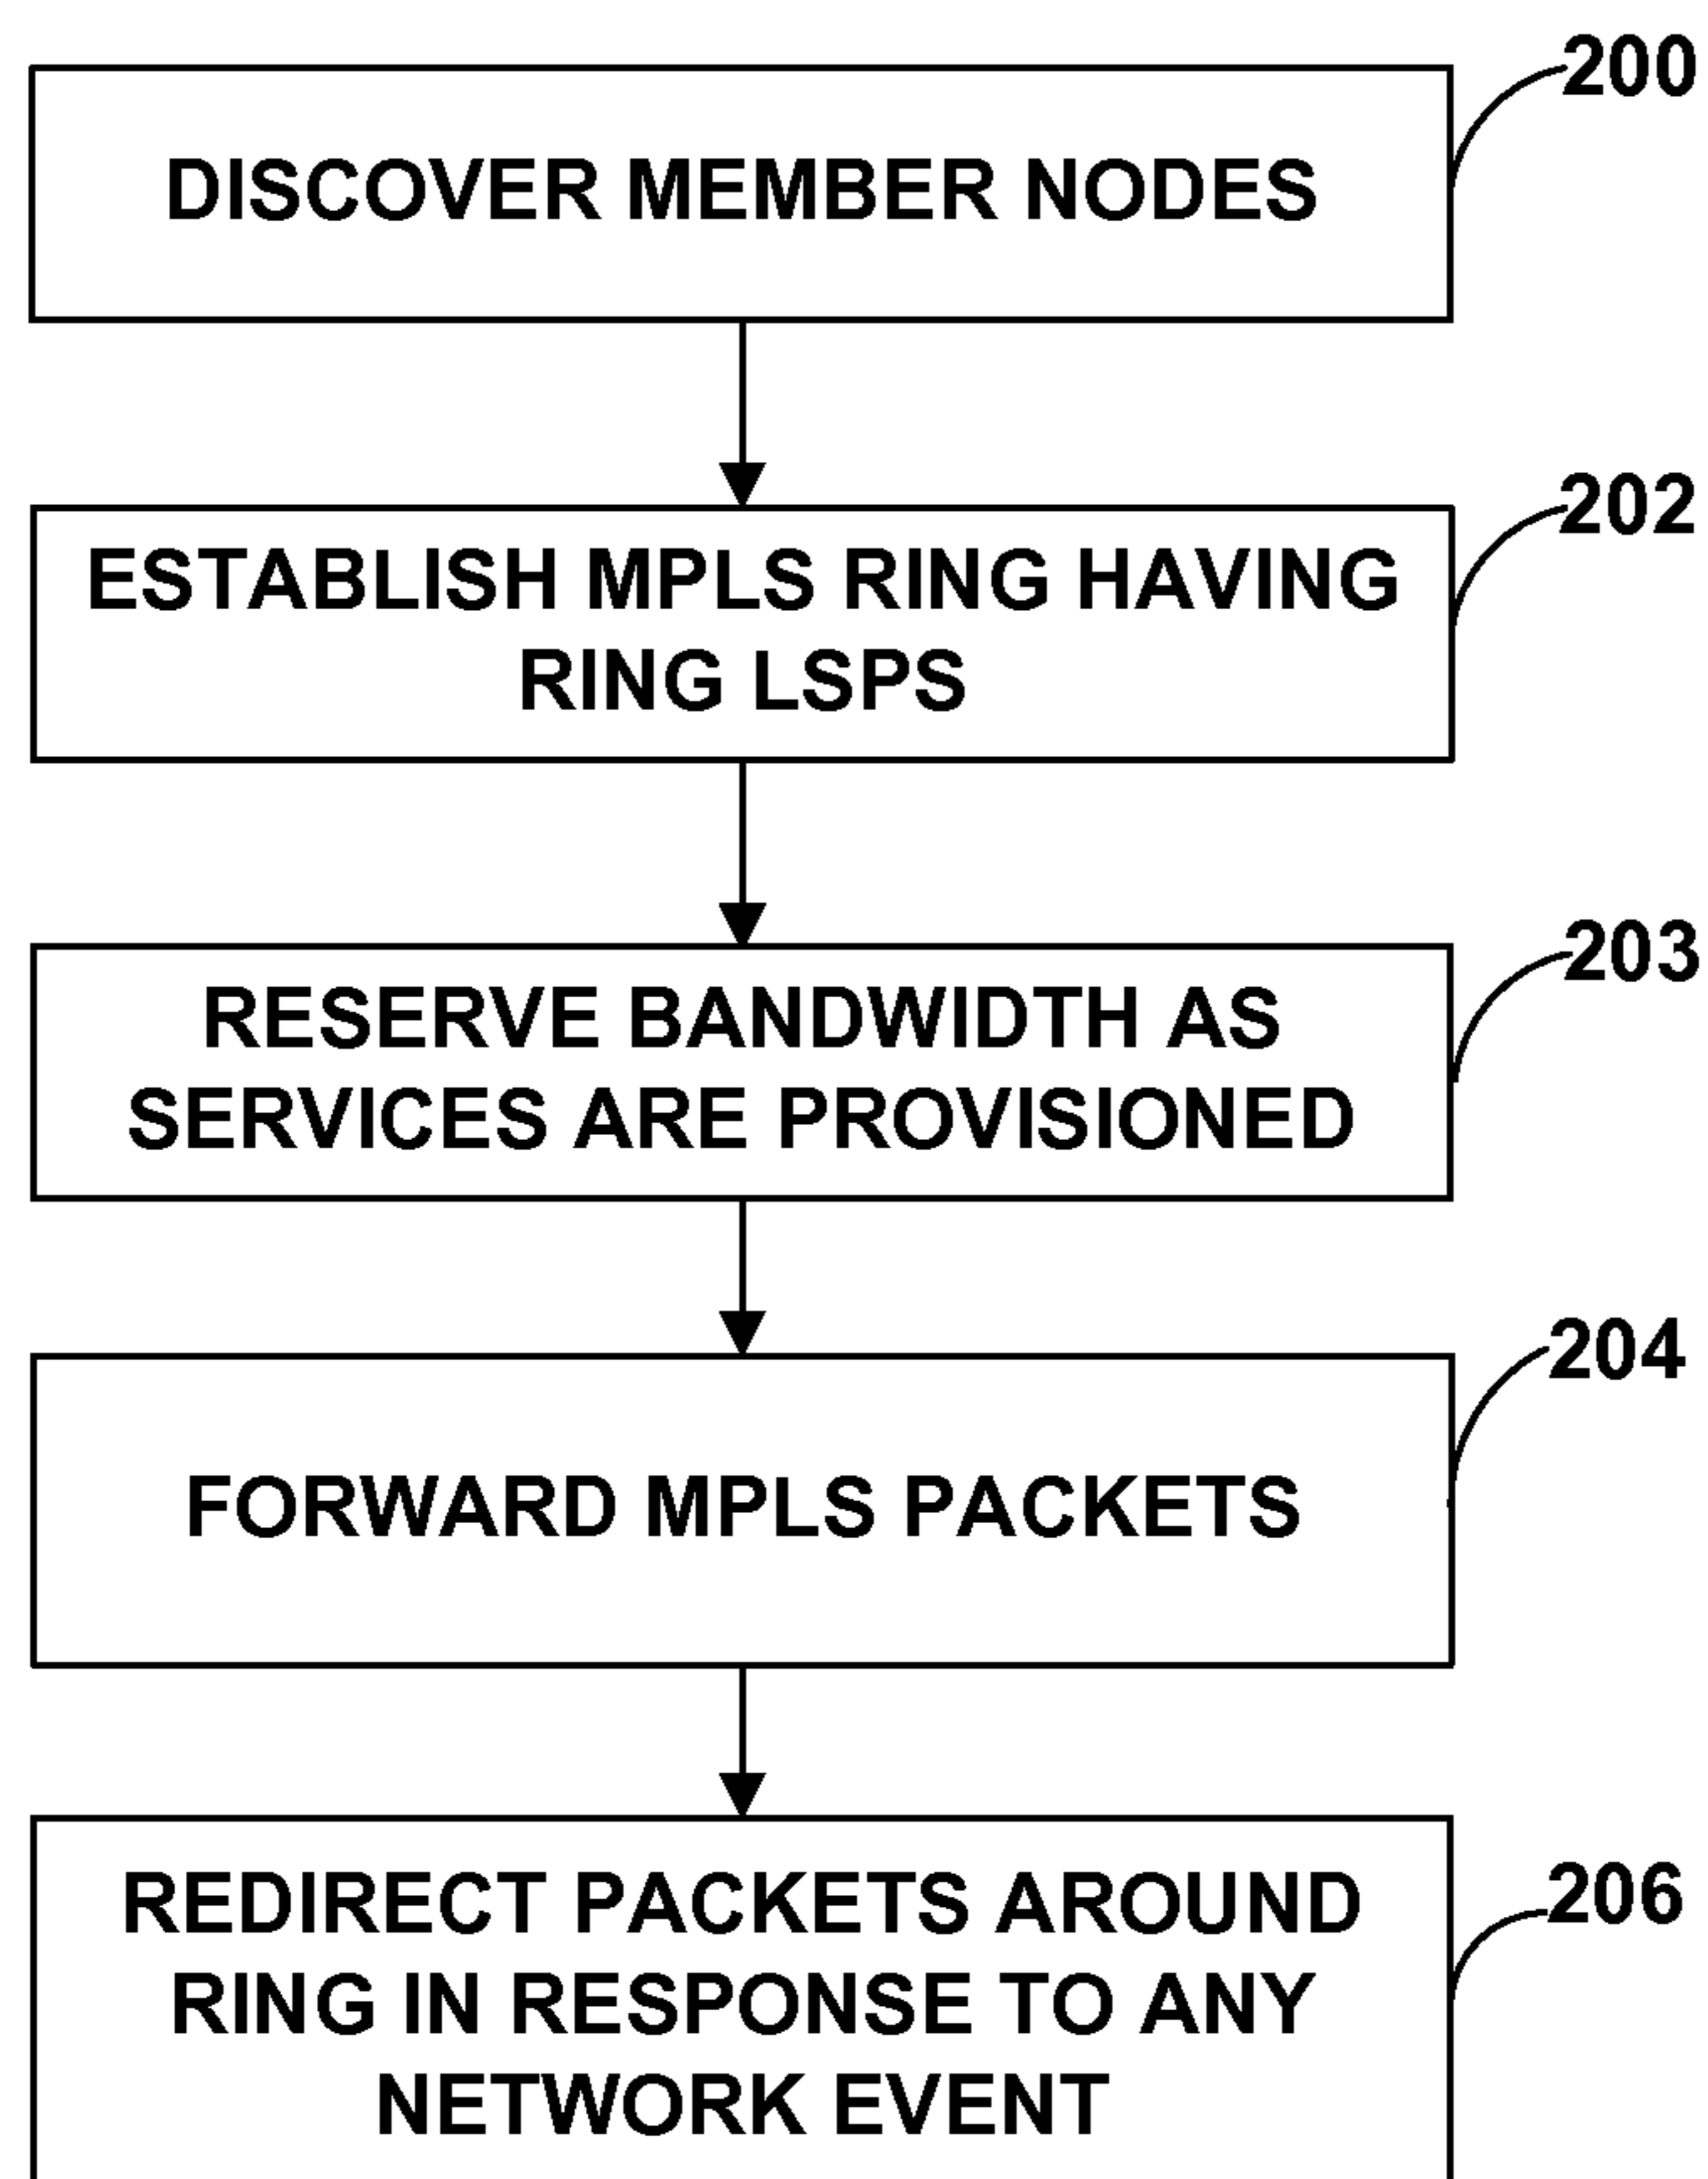 200
DISCOVER MEMBER NODES
202
ESTABLISH MPLS RING HAVING
RING LSPS
203
RESERVE BANDWIDTH AS
SERVICES ARE PROVISIONED
204
FORWARD MPLS PACKETS
206
REDIRECT PACKETS AROUND
RING IN RESPONSE TO ANY
NETWORK EVENT